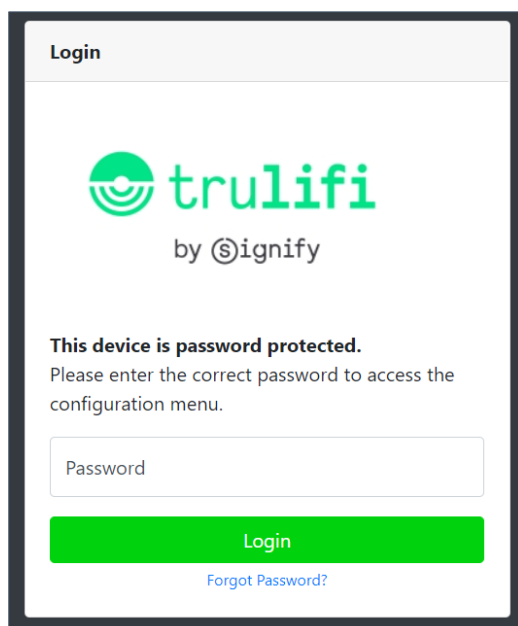 Login
trulifi
by Signify
This device is password protected.
Please enter the correct password to access the
configuration menu.
Password
Login
Forgot Password?